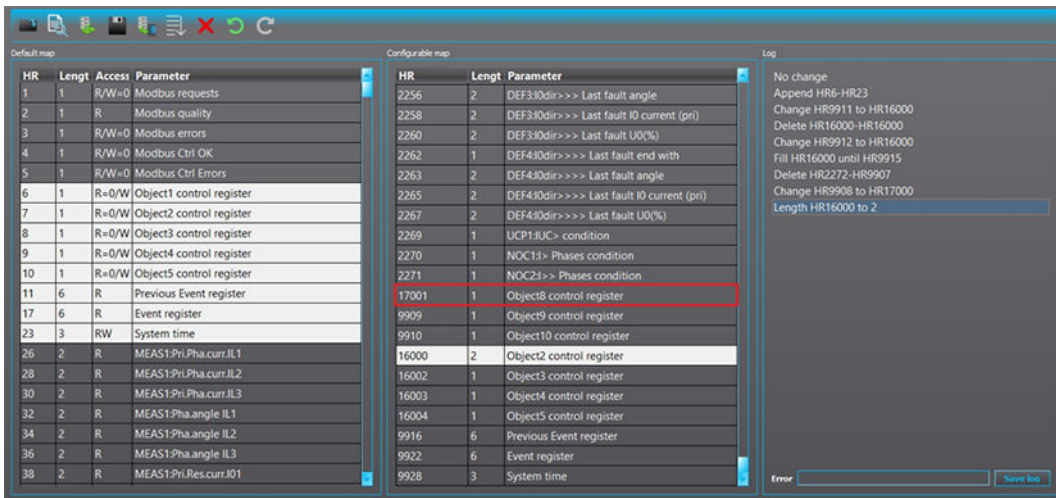 Default map
HR Lengt Access Parameter
1 1 R/W=0 Modbus requests
2 1 R Modbus quality
3 1 R/W=0 Modbus errors
4 1 R/W=0 Modbus Ctrl OK
5 1 R/W=0 Modbus Ctrl Errors
6 1 R=0/W Object1 control register
7 1 R=0/W Object2 control register
8 1 R=0/W Object3 control register
9 1 R=0/W Object4 control register
10 1 R=0/W Object5 control register
11 6 R Previous Event register
17 6 R Event register
23 3 RW System time
26 2 R MEAS1:Pri.Pha.curr.IL1
28 2 R MEAS1:Pri.Pha.curr.IL2
30 2 R MEAS1:Pri.Pha.curr.IL3
32 2 R MEAS1:Pha.angle IL1
34 2 R MEAS1:Pha.angle IL2
36 2 R MEAS1:Pha.angle IL3
38 2 R MEAS1:Pri.Res.curr.I01
Configurable map
HR Lengt Parameter
2256 2 DEF3:I0dir>>> Last fault angle
2258 2 DEF3:I0dir>>> Last fault I0 current (pri)
2260 2 DEF3:I0dir>>> Last fault U0(%)
2262 1 DEF4:I0dir>>>> Last fault end with
2263 2 DEF4:I0dir>>>> Last fault angle
2265 2 DEF4:I0dir>>>> Last fault I0 current (pri)
2267 2 DEF4:I0dir>>>> Last fault U0(%)
2269 1 UCP1:IUC> condition
2270 1 NOC1:I> Phases condition
2271 1 NOC2:I>> Phases condition
17001 1 Object8 control register
9909 1 Object9 control register
9910 1 Object10 control register
16000 2 Object2 control register
16002 1 Object3 control register
16003 1 Object4 control register
16004 1 Object5 control register
9916 6 Previous Event register
9922 6 Event register
9928 3 System time
Log
No change
Append HR6-HR23
Change HR9911 to HR16000
Delete HR16000-HR16000
Change HR9912 to HR16000
Fill HR16000 until HR9915
Delete HR2272-HR9907
Change HR9908 to HR17000
Length HR16000 to 2
Error Save log